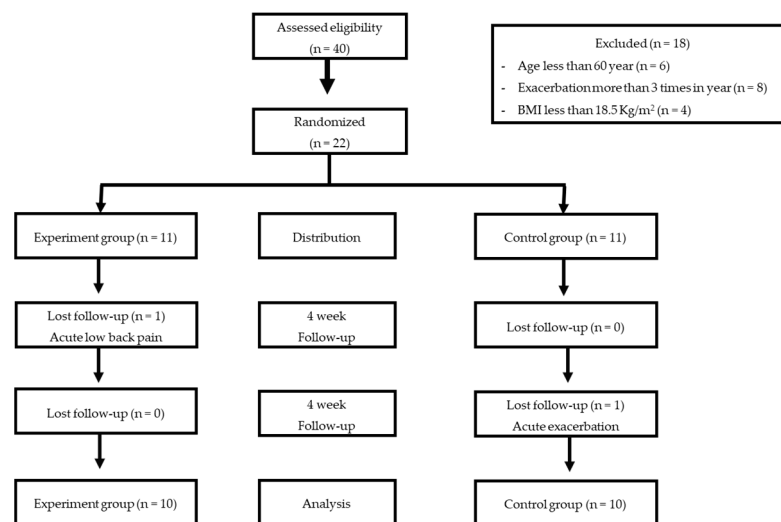 Assessed eligibility
(n = 40)
Excluded (n = 18)
- Age less than 60 year (n = 6)
- Exacerbation more than 3 times in year (n = 8)
- BMI less than 18.5 Kg/m² (n = 4)
Randomized
(n = 22)
Experiment group (n = 11)
Distribution
Control group (n = 11)
Lost follow-up (n = 1)
Acute low back pain
4 week
Follow-up
Lost follow-up (n = 0)
Lost follow-up (n = 0)
4 week
Follow-up
Lost follow-up (n = 1)
Acute exacerbation
Experiment group (n = 10)
Analysis
Control group (n = 10)